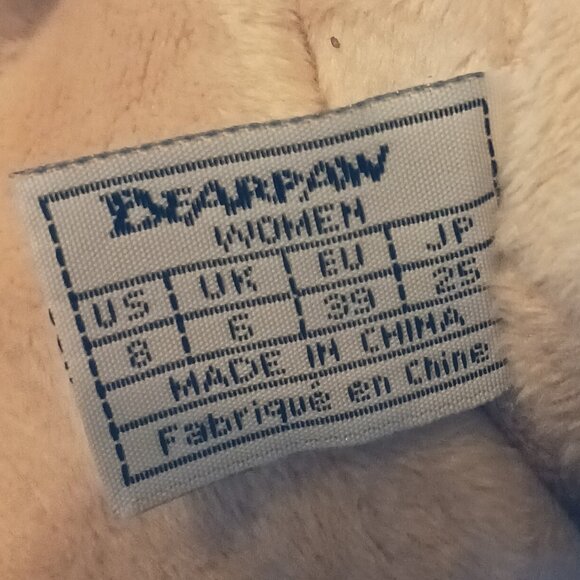 BEARPAW
WOMEN
US UK EU JP
8 6 39 25
MADE IN CHINA
Fabriqué en Chine